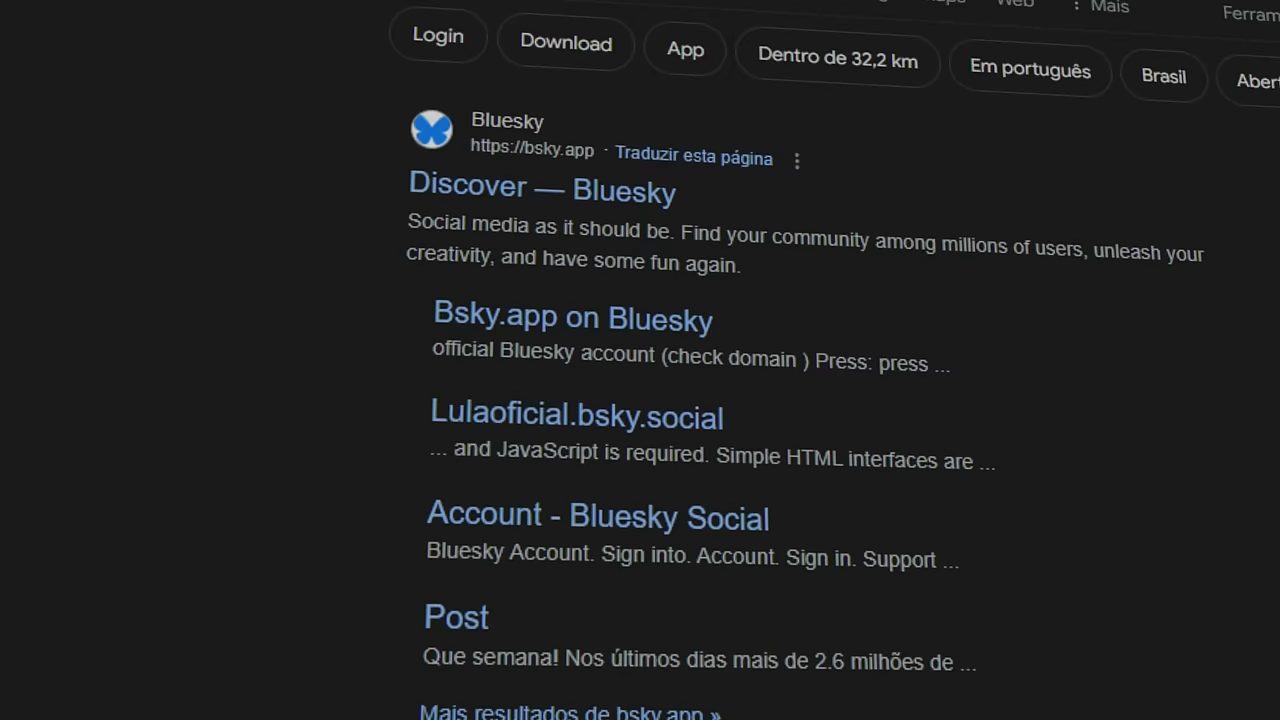 Web
Mais
Login
Download
App
Dentro de 32,2 km
Em português
Brasil
Bluesky
https://bsky.app · Traduzir esta página
Discover — Bluesky
Social media as it should be. Find your community among millions of users, unleash your
creativity, and have some fun again.
Bsky.app on Bluesky
official Bluesky account (check domain ) Press: press ...
Lulaoficial.bsky.social
... and JavaScript is required. Simple HTML interfaces are ...
Account - Bluesky Social
Bluesky Account. Sign into. Account. Sign in. Support ...
Post
Que semana! Nos últimos dias mais de 2.6 milhões de ...
Mais resultados de bsky.app »